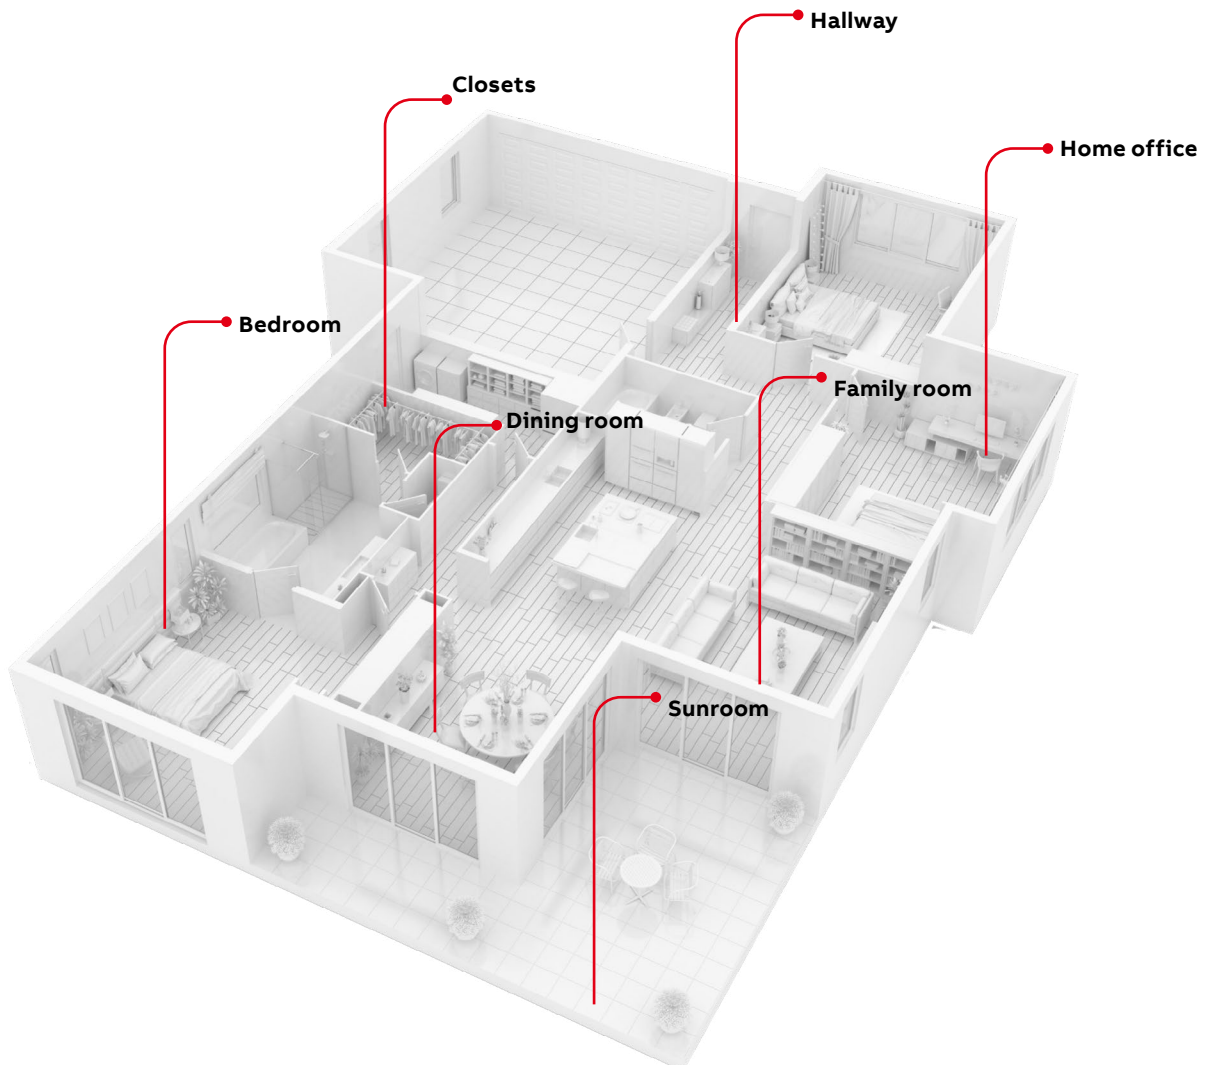 Hallway
Closets
Home office
Bedroom
Family room
Dining room
Sunroom